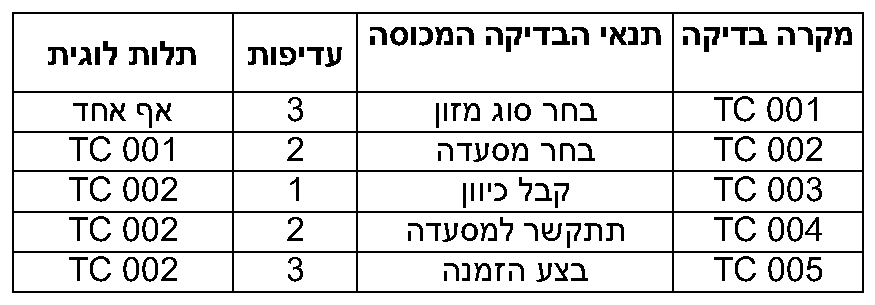 מקרה בדיקה תנאי הבדיקה המכוסה עדיפות תלות לוגית
TC 001 בחר סוג מזון 3 אף אחד
TC 002 בחר מסעדה 2 TC 001
TC 003 קבל כיוון 1 TC 002
TC 004 תתקשר למסעדה 2 TC 002
TC 005 בצע הזמנה 3 TC 002